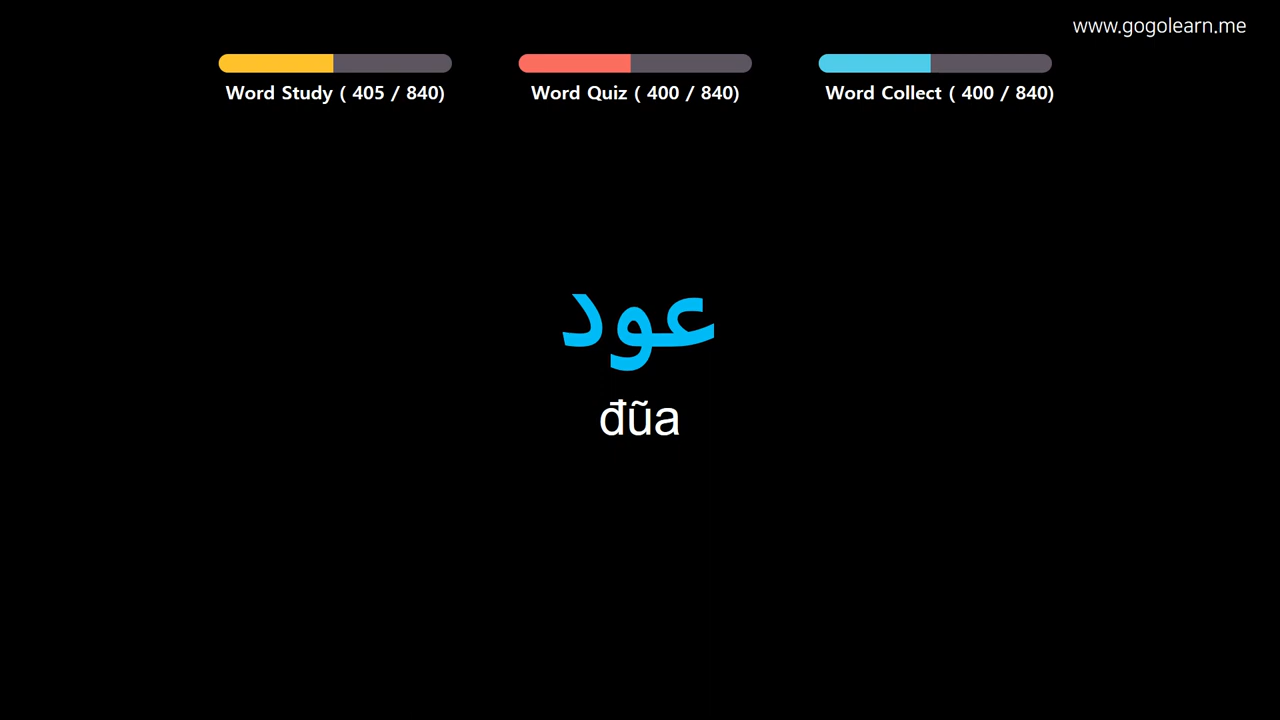 www.gogolearn.me
Word Study ( 405 / 840)
Word Quiz ( 400 / 840)
Word Collect ( 400 / 840)
عود
đũa